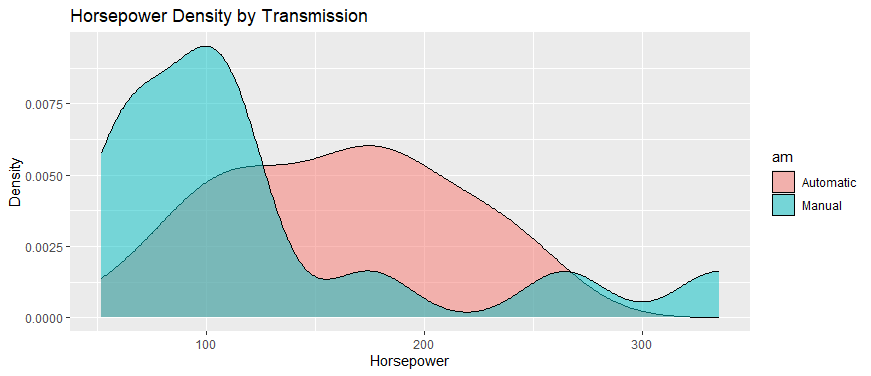 Horsepower Density by Transmission
Density
0.0075
0.0050
0.0025
0.0000
100
200
300
Horsepower
am
Automatic
Manual